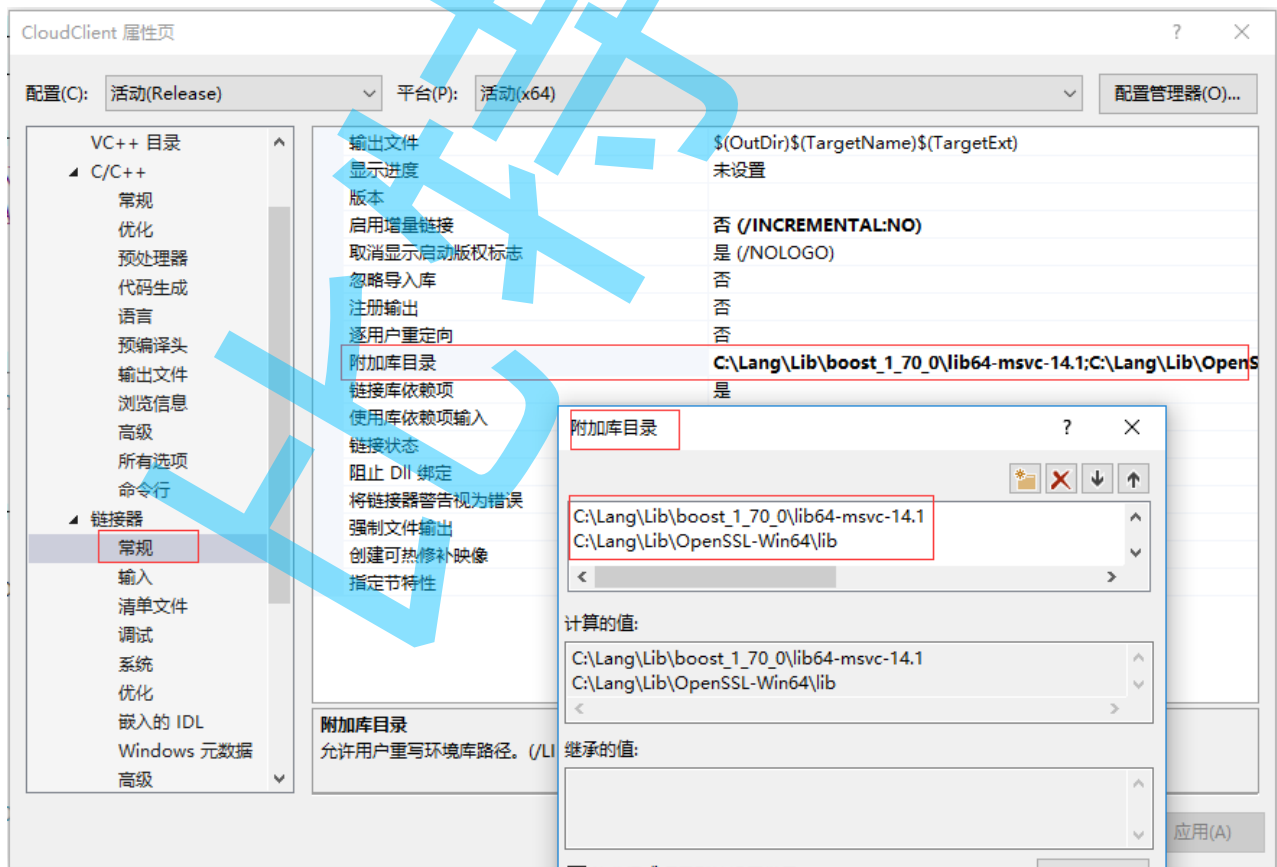 CloudClient 属性页
配置(C): 活动(Release) 平台(P): 活动(x64) 配置管理器(O)...
VC++ 目录
C/C++
常规
优化
预处理器
代码生成
语言
预编译头
输出文件
浏览信息
高级
所有选项
命令行
链接器
常规
输入
清单文件
调试
系统
优化
嵌入的 IDL
Windows 元数据
高级
输出文件 $(OutDir)$(TargetName)$(TargetExt)
显示进度 未设置
版本
启用增量链接 否 (/INCREMENTAL:NO)
取消显示启动版权标志 是 (/NOLOGO)
忽略导入库 否
注册输出 否
逐用户重定向 否
附加库目录 C:\Lang\Lib\boost_1_70_0\lib64-msvc-14.1;C:\Lang\Lib\OpenS
链接库依赖项 是
使用库依赖项输入
链接状态
阻止 Dll 绑定
将链接器警告视为错误
强制文件输出
创建可热修补映像
指定节特性
附加库目录
允许用户重写环境库路径。(/LI
附加库目录
C:\Lang\Lib\boost_1_70_0\lib64-msvc-14.1
C:\Lang\Lib\OpenSSL-Win64\lib
计算的值:
C:\Lang\Lib\boost_1_70_0\lib64-msvc-14.1
C:\Lang\Lib\OpenSSL-Win64\lib
继承的值:
应用(A)